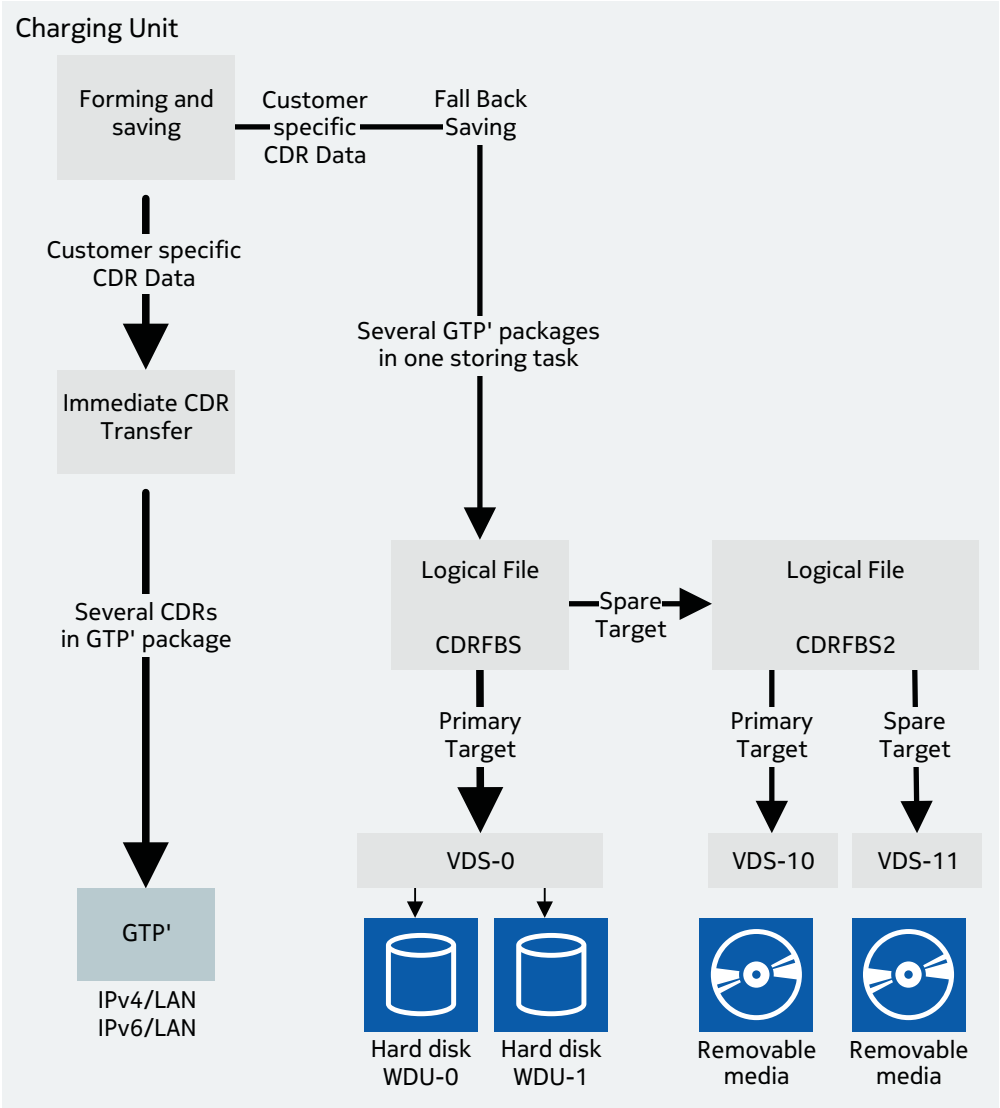 Charging Unit
Forming and
saving
Customer
specific
CDR Data
Fall Back
Saving
Customer specific
CDR Data
Several GTP' packages
in one storing task
Immediate CDR
Transfer
Several CDRs
in GTP' package
Logical File
CDRFBS
Spare
Target
Logical File
CDRFBS2
Primary
Target
Primary
Target
Spare
Target
VDS-0
VDS-10
VDS-11
GTP'
IPv4/LAN
IPv6/LAN
Hard disk
WDU-0
Hard disk
WDU-1
Removable
media
Removable
media